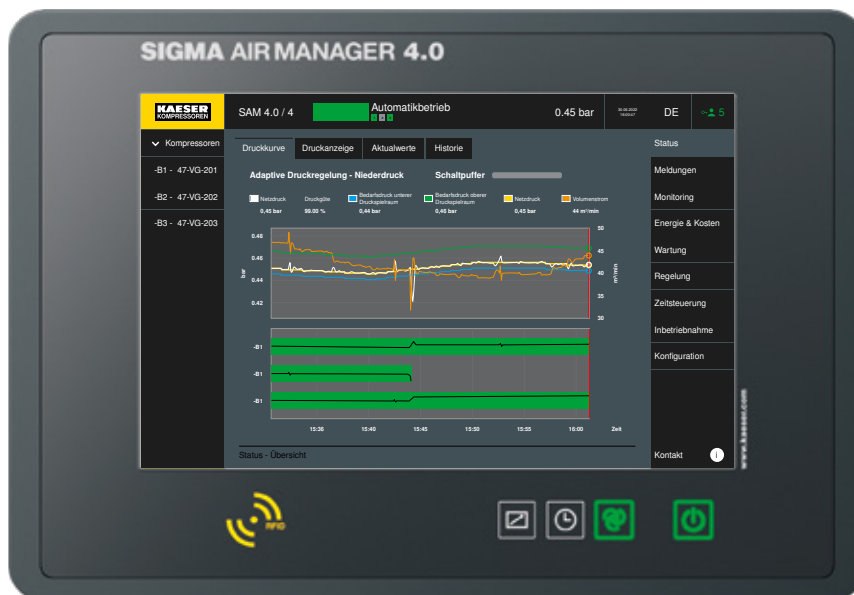 SIGMA AIR MANAGER 4.0
KAESER
KOMPRESSOREN
SAM 4.0 / 4
Automatikbetrieb
0.45 bar
DE
5
Kompressoren
-B1 - 47-VG-201
-B2 - 47-VG-202
-B3 - 47-VG-203
Druckkurve
Druckanzeige
Aktualwerte
Historie
Adaptive Druckregelung - Niederdruck
Schaltpuffer
Netzdruck
0,45 bar
Druckgüte
99.00 %
Bedarfsdruck unterer
Druckspielraum
0,44 bar
Bedarfsdruck oberer
Druckspielraum
0,46 bar
Netzdruck
0,45 bar
Volumenstrom
44 m³/min
0.48
0.46
0.44
0.42
bar
50
45
40
35
30
m³/min
-B1
-B1
-B1
15:36
15:40
15:45
15:50
15:55
16:00
Zeit
Status - Übersicht
Status
Meldungen
Monitoring
Energie & Kosten
Wartung
Regelung
Zeitsteuerung
Inbetriebnahme
Konfiguration
Kontakt
i
www.kaeser.com
RFID